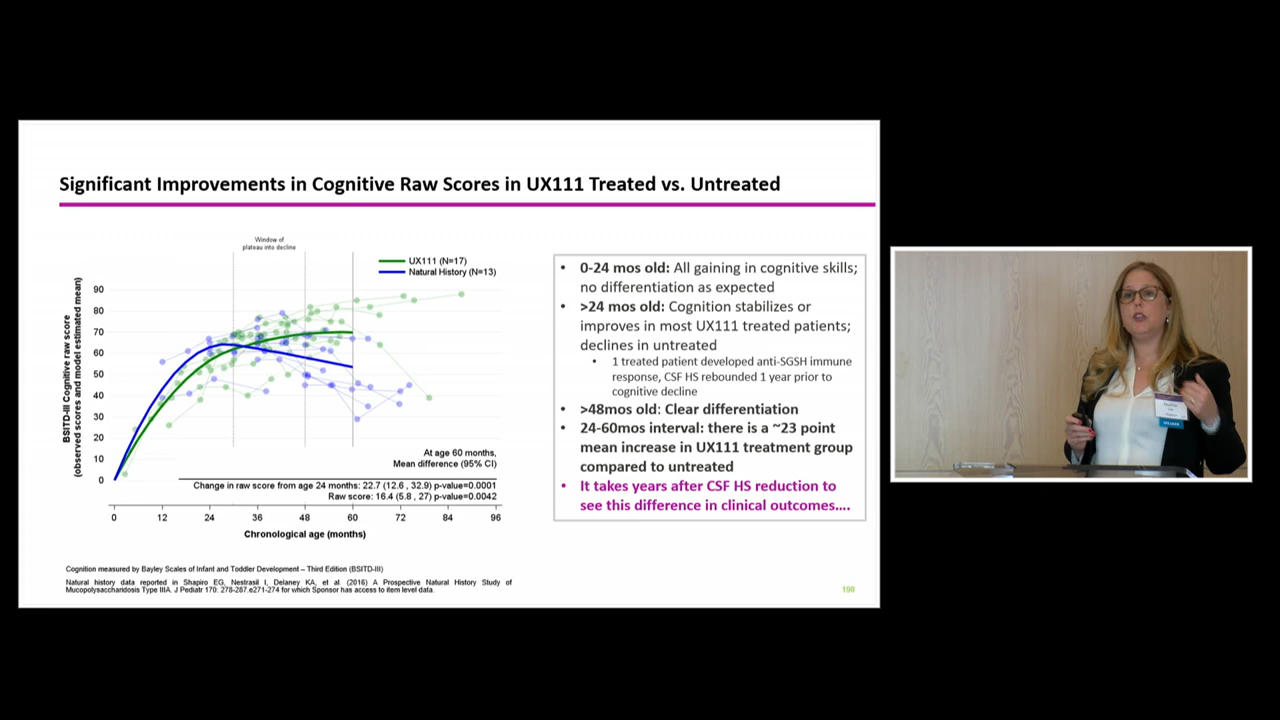 Significant Improvements in Cognitive Raw Scores in UX111 Treated vs. Untreated
Window of
plateau into decline
UX111 (N=17)
Natural History (N=13)
BSITD-III Cognitive raw score
(observed scores and model estimated mean)
90
80
70
60
50
40
30
20
10
0
At age 60 months,
Mean difference (95% CI)
Change in raw score from age 24 months: 22.7 (12.6 , 32.9) p-value=0.0001
Raw score: 16.4 (5.8 , 27) p-value=0.0042
0 12 24 36 48 60 72 84 96
Chronological age (months)
• 0-24 mos old: All gaining in cognitive skills;
no differentiation as expected
• >24 mos old: Cognition stabilizes or
improves in most UX111 treated patients;
declines in untreated
• 1 treated patient developed anti-SGSH immune
response, CSF HS rebounded 1 year prior to
cognitive decline
• >48mos old: Clear differentiation
• 24-60mos interval: there is a ~23 point
mean increase in UX111 treatment group
compared to untreated
• It takes years after CSF HS reduction to
see this difference in clinical outcomes....
Cognition measured by Bayley Scales of Infant and Toddler Development – Third Edition (BSITD-III)
Natural history data reported in Shapiro EG, Nestrasil I, Delaney KA, et al. (2016) A Prospective Natural History Study of
Mucopolysaccharidosis Type IIIA. J Pediatr 170: 278-287.e271-274 for which Sponsor has access to item level data.
198